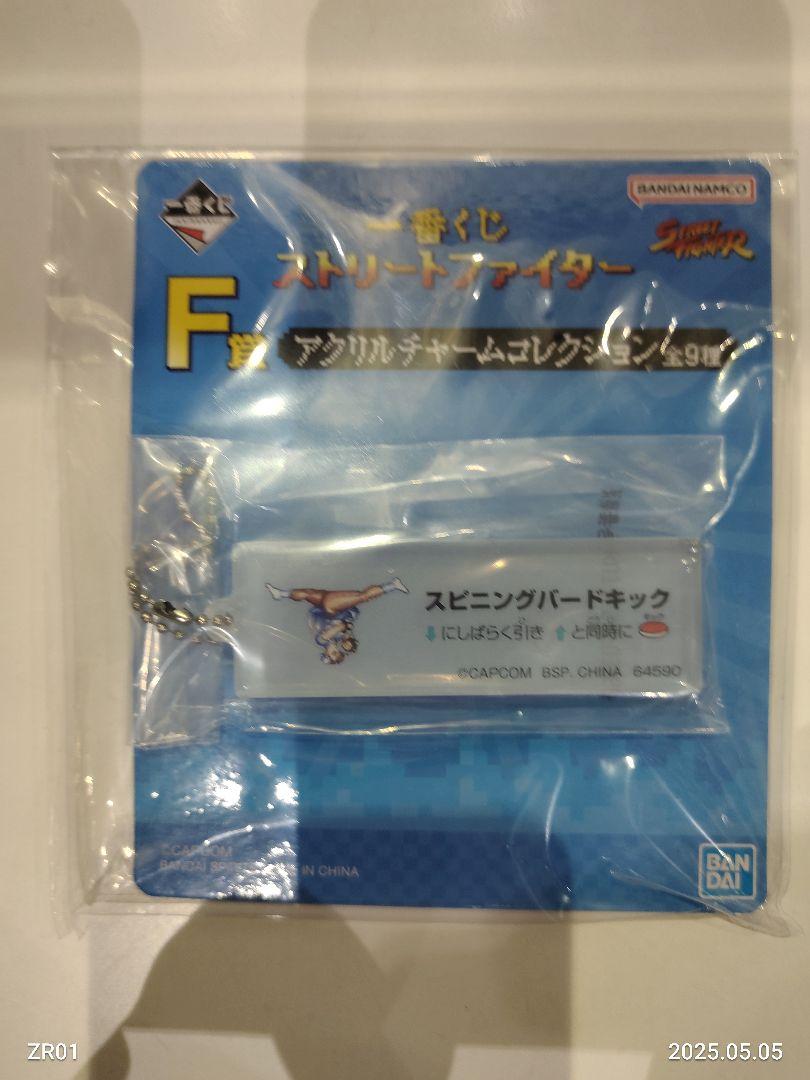 一番くじ
BANDAI NAMCO
一番くじ
ストリートファイター
STREET FIGHTER
F賞
アクリルチャームコレクション 全9種
スピニングバードキック
キック
↓にしばらく引き ↑と同時に
©CAPCOM BSP. CHINA 64590
©CAPCOM
BANDAI IN CHINA
BAN
DAI
ZR01
2025.05.05